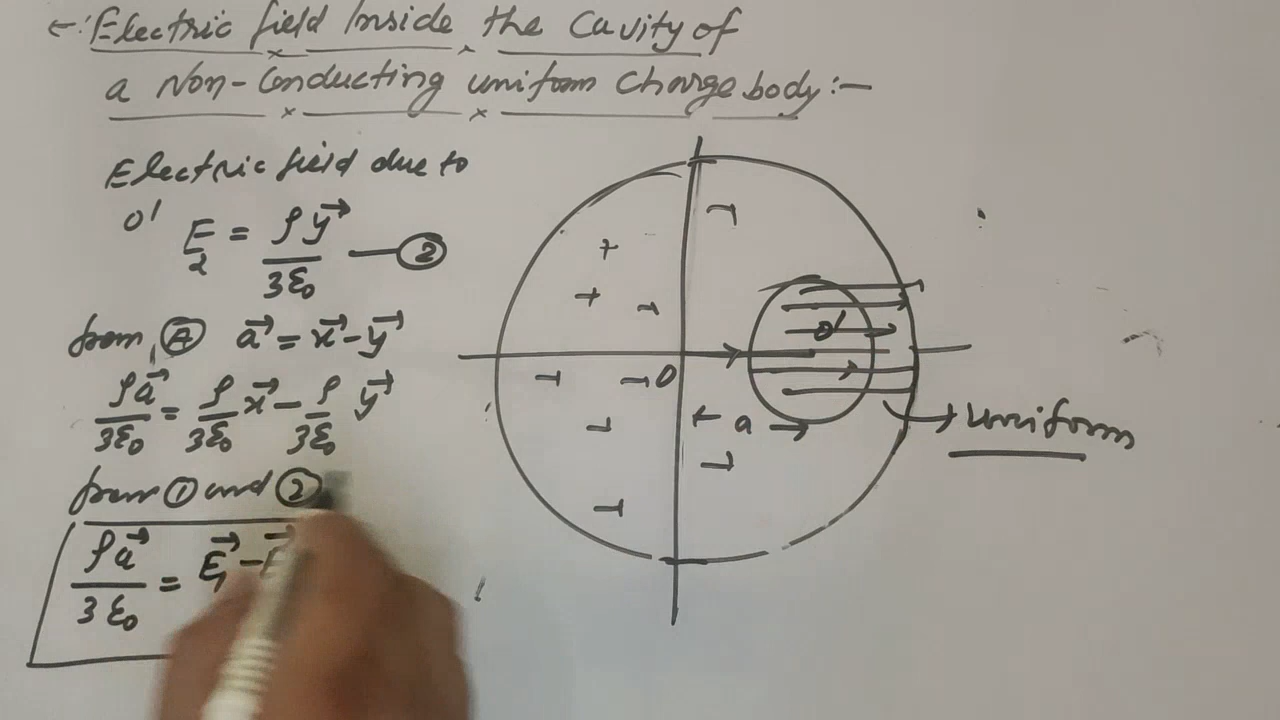 Electric field Inside the Cavity of
a Non-Conducting uniform Charge body:-
Electric field due to
O' E₂ = ρy⃗ / 3ε₀ — ②
from, Ⓐ a⃗ = x⃗ - y⃗
ρa⃗ / 3ε₀ = ρ / 3ε₀ x⃗ - ρ / 3ε₀ y⃗
from ① and ②
ρa⃗ / 3ε₀ = E⃗₁ -
O'
O
a
uniform